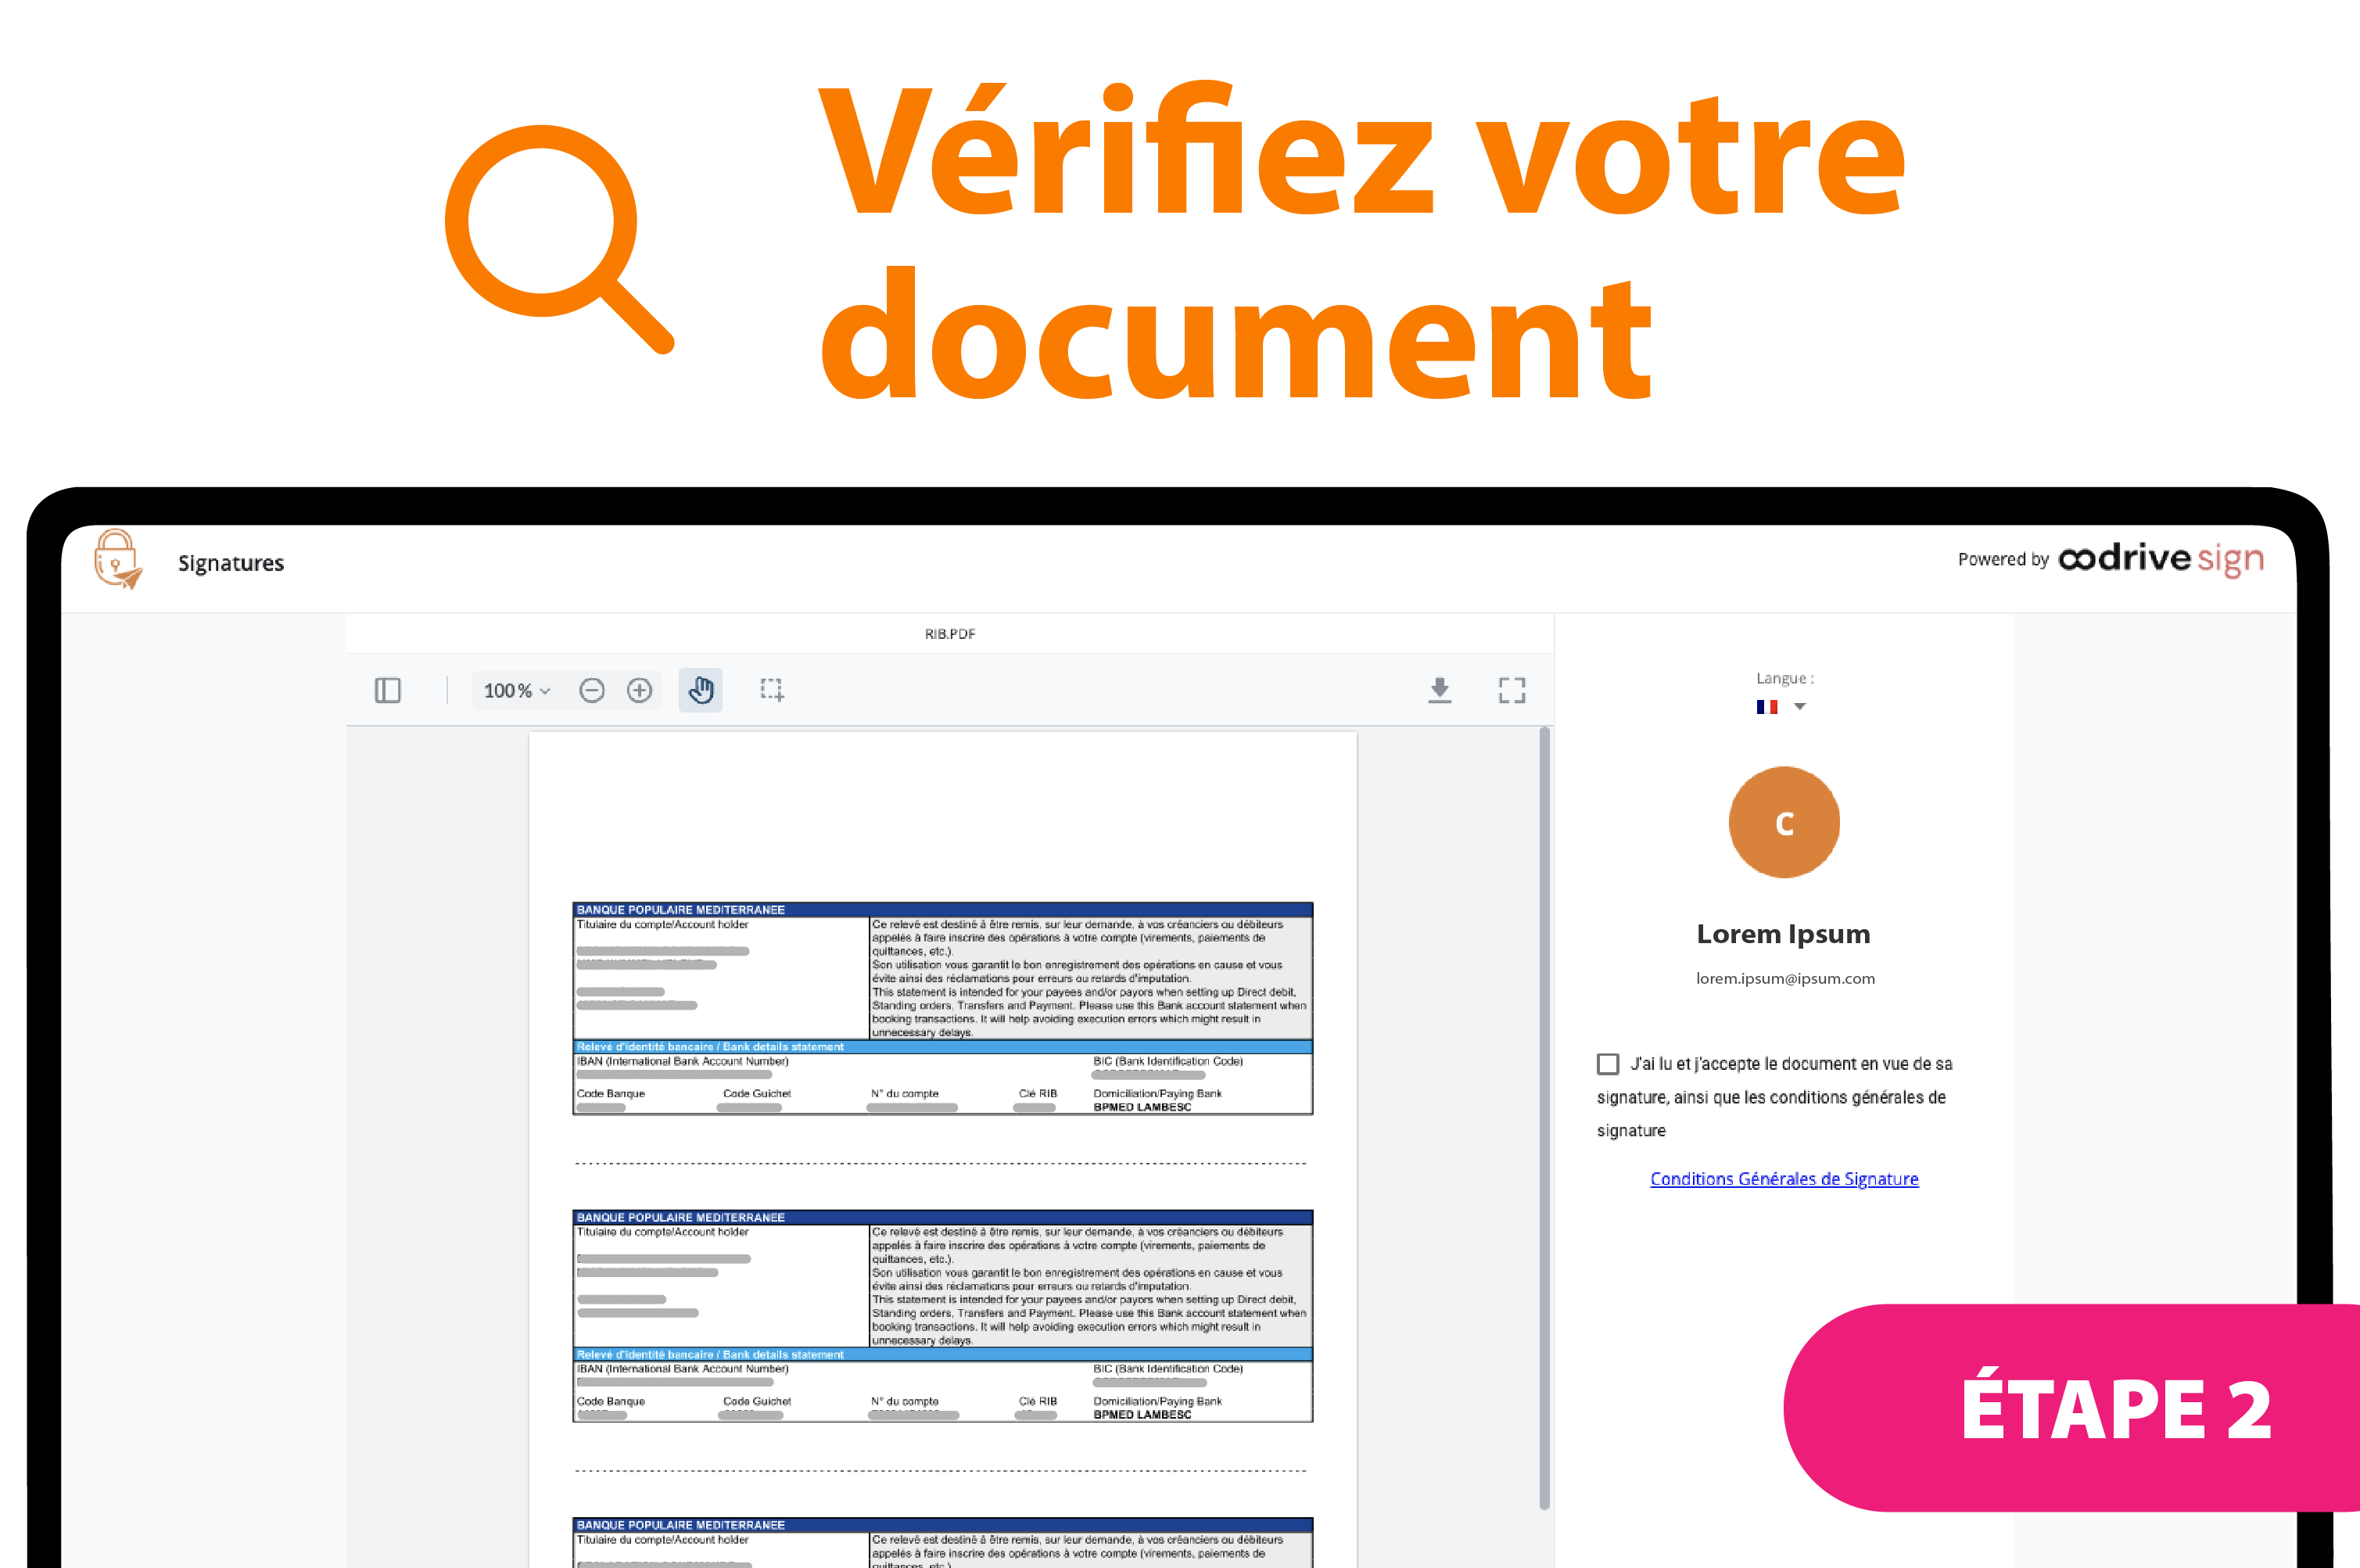 Vérifiez votre
document
Signatures
Powered by oodrive sign
RIB.PDF
100 %
Langue :
C
Lorem Ipsum
lorem.ipsum@ipsum.com
J'ai lu et j'accepte le document en vue de sa
signature, ainsi que les conditions générales de
signature
Conditions Générales de Signature
BANQUE POPULAIRE MEDITERRANEE
Titulaire du compte/Account holder
Ce relevé est destiné à être remis, sur leur demande, à vos créanciers ou débiteurs
appelés à faire inscrire des opérations à votre compte (virements, paiements de
quittances, etc.).
Son utilisation vous garantit le bon enregistrement des opérations en cause et vous
évite ainsi des réclamations pour erreurs ou retards d'imputation.
This statement is intended for your payees and/or payors when setting up Direct debit,
Standing orders, Transfers and Payment. Please use this Bank account statement when
booking transactions. It will help avoiding execution errors which might result in
unnecessary delays.
Relevé d'identité bancaire / Bank details statement
IBAN (International Bank Account Number) BIC (Bank Identification Code)
Code Banque Code Guichet N° du compte Clé RIB Domiciliation/Paying Bank
BPMED LAMBESC
BANQUE POPULAIRE MEDITERRANEE
Titulaire du compte/Account holder
Ce relevé est destiné à être remis, sur leur demande, à vos créanciers ou débiteurs
appelés à faire inscrire des opérations à votre compte (virements, paiements de
quittances, etc.).
Son utilisation vous garantit le bon enregistrement des opérations en cause et vous
évite ainsi des réclamations pour erreurs ou retards d'imputation.
This statement is intended for your payees and/or payors when setting up Direct debit,
Standing orders, Transfers and Payment. Please use this Bank account statement when
booking transactions. It will help avoiding execution errors which might result in
unnecessary delays.
Relevé d'identité bancaire / Bank details statement
IBAN (International Bank Account Number) BIC (Bank Identification Code)
Code Banque Code Guichet N° du compte Clé RIB Domiciliation/Paying Bank
BPMED LAMBESC
BANQUE POPULAIRE MEDITERRANEE
Titulaire du compte/Account holder
Ce relevé est destiné à être remis, sur leur demande, à vos créanciers ou débiteurs
appelés à faire inscrire des opérations à votre compte (virements, paiements de
quittances, etc.)
ÉTAPE 2